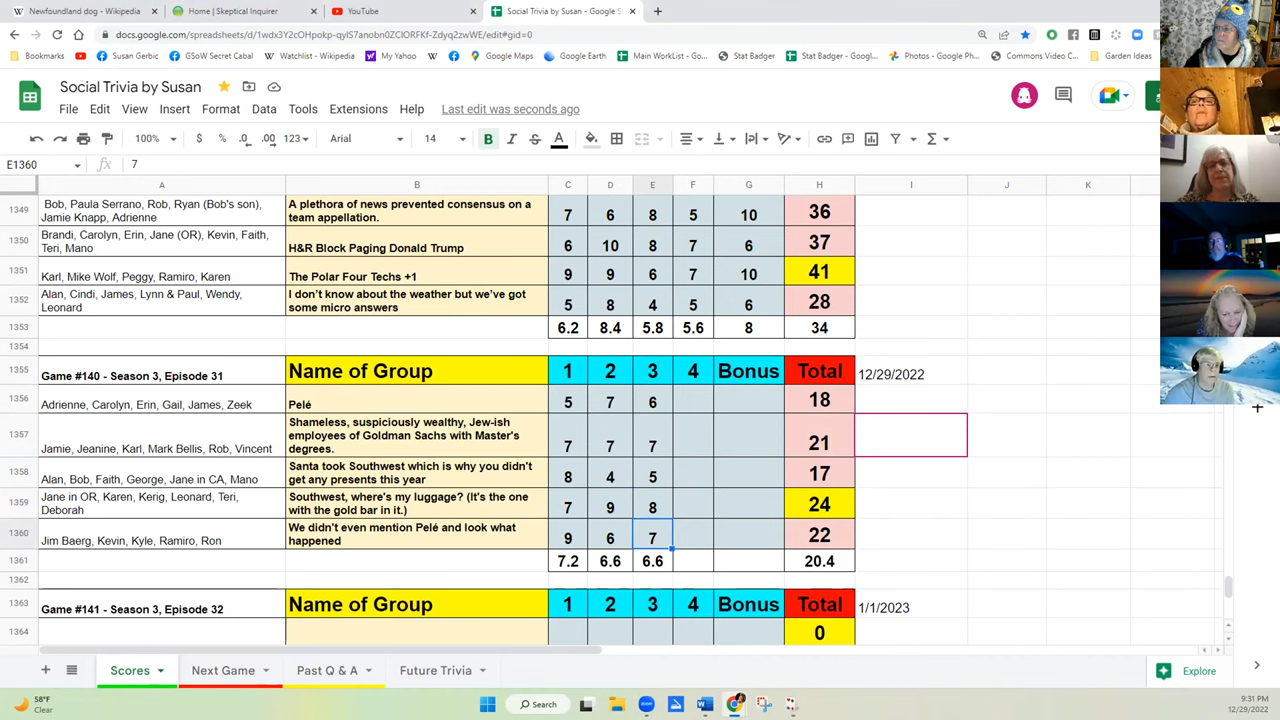 Newfoundland dog - Wikipedia
Home | Skeptical Inquirer
YouTube
Social Trivia by Susan - Google S
docs.google.com/spreadsheets/d/1wdx3Y2cOHpokp-qyIS7anobn0ZCIORFKf-Zdyq2zwWE/edit#gid=0
Bookmarks
Susan Gerbic
GSoW Secret Cabal
Watchlist - Wikipedia
My Yahoo
Google Maps
Google Earth
Main WorkList - Go...
Stat Badger
Stat Badger - Googl...
Photos - Google Ph...
Commons Video C...
Garden Ideas
Social Trivia by Susan
File Edit View Insert Format Data Tools Extensions Help Last edit was seconds ago
100% $ % .0 .00 123 Arial 14 B I S A
E1360 fx 7
A B C D E F G H I J K
1349 Bob, Paula Serrano, Rob, Ryan (Bob's son), Jamie Knapp, Adrienne A plethora of news prevented consensus on a team appellation. 7 6 8 5 10 36
1350 Brandi, Carolyn, Erin, Jane (OR), Kevin, Faith, Teri, Mano H&R Block Paging Donald Trump 6 10 8 7 6 37
1351 Karl, Mike Wolf, Peggy, Ramiro, Karen The Polar Four Techs +1 9 9 6 7 10 41
1352 Alan, Cindi, James, Lynn & Paul, Wendy, Leonard I don't know about the weather but we've got some micro answers 5 8 4 5 6 28
1353 6.2 8.4 5.8 5.6 8 34
1354
1355 Game #140 - Season 3, Episode 31 Name of Group 1 2 3 4 Bonus Total 12/29/2022
1356 Adrienne, Carolyn, Erin, Gail, James, Zeek Pelé 5 7 6 18
1357 Jamie, Jeanine, Karl, Mark Bellis, Rob, Vincent Shameless, suspiciously wealthy, Jew-ish employees of Goldman Sachs with Master's degrees. 7 7 7 21
1358 Alan, Bob, Faith, George, Jane in CA, Mano Santa took Southwest which is why you didn't get any presents this year 8 4 5 17
1359 Jane in OR, Karen, Kerig, Leonard, Teri, Deborah Southwest, where's my luggage? (It's the one with the gold bar in it.) 7 9 8 24
1360 Jim Baerg, Kevin, Kyle, Ramiro, Ron We didn't even mention Pelé and look what happened 9 6 7 22
1361 7.2 6.6 6.6 20.4
1362
1363 Game #141 - Season 3, Episode 32 Name of Group 1 2 3 4 Bonus Total 1/1/2023
1364 0
Scores Next Game Past Q & A Future Trivia Explore
58°F
Clear
Search
9:31 PM
12/29/2022